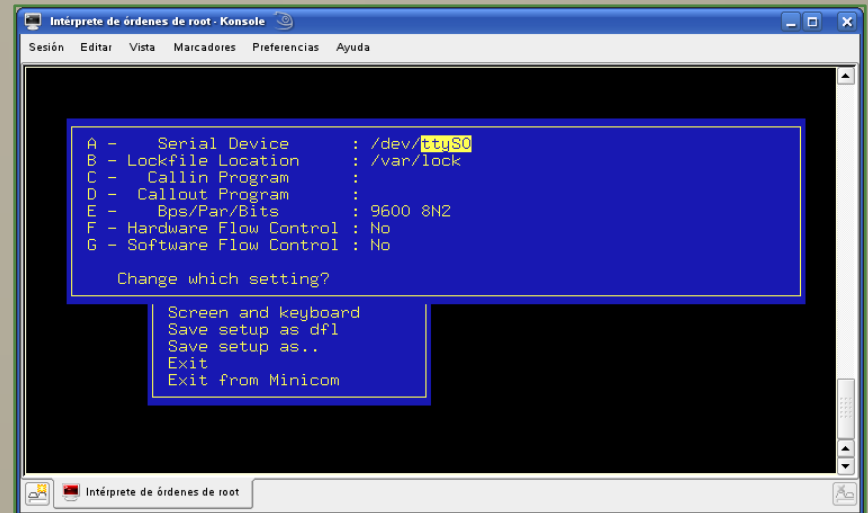 Intérprete de órdenes de root - Konsole
Sesión Editar Vista Marcadores Preferencias Ayuda
A - Serial Device : /dev/ttyS0
B - Lockfile Location : /var/lock
C - Callin Program :
D - Callout Program :
E - Bps/Par/Bits : 9600 8N2
F - Hardware Flow Control : No
G - Software Flow Control : No
Change which setting?
Screen and keyboard
Save setup as dfl
Save setup as..
Exit
Exit from Minicom
Intérprete de órdenes de root